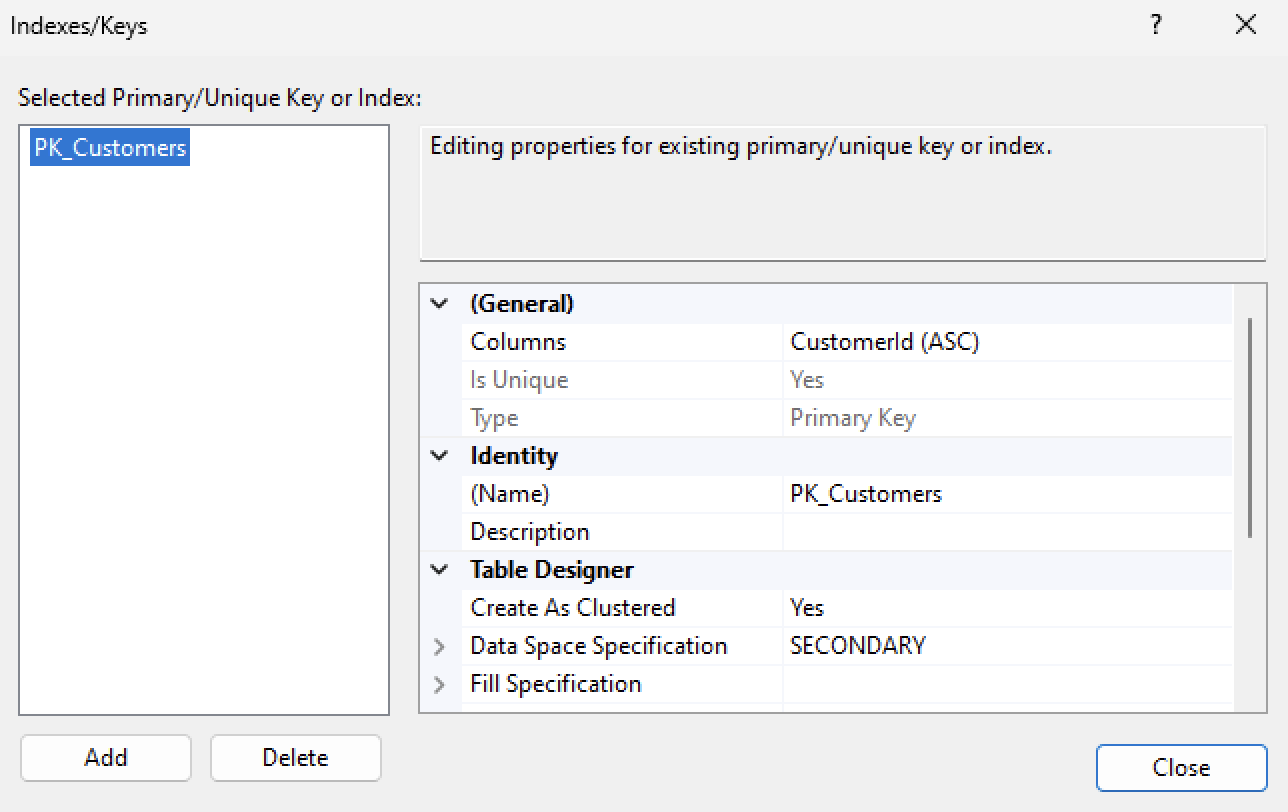 Indexes/Keys
?
Selected Primary/Unique Key or Index:
PK_Customers
Editing properties for existing primary/unique key or index.
(General)
Columns CustomerId (ASC)
Is Unique Yes
Type Primary Key
Identity
(Name) PK_Customers
Description
Table Designer
Create As Clustered Yes
Data Space Specification SECONDARY
Fill Specification
Add Delete
Close